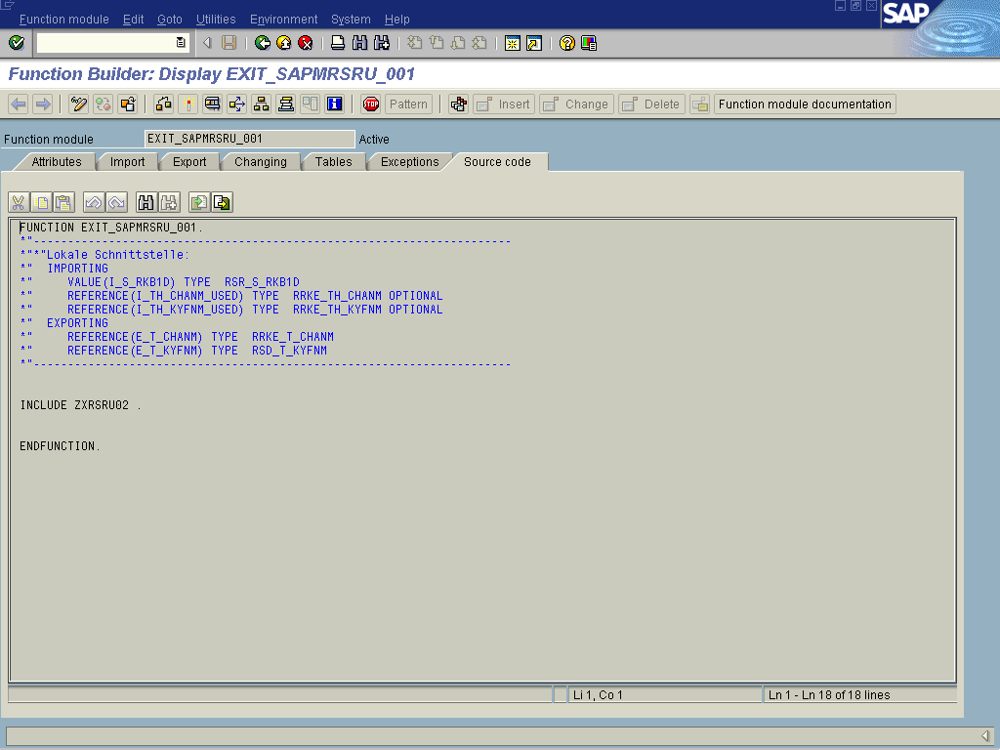 Function module Edit Goto Utilities Environment System Help
SAP
Function Builder: Display EXIT_SAPMRSRU_001
STOP Pattern Insert Change Delete Function module documentation
Function module EXIT_SAPMRSRU_001 Active
Attributes Import Export Changing Tables Exceptions Source code
FUNCTION EXIT_SAPMRSRU_001.
*"----------------------------------------------------------------------
*"*"Lokale Schnittstelle:
*" IMPORTING
*" VALUE(I_S_RKB1D) TYPE RSR_S_RKB1D
*" REFERENCE(I_TH_CHANM_USED) TYPE RRKE_TH_CHANM OPTIONAL
*" REFERENCE(I_TH_KYFNM_USED) TYPE RRKE_TH_KYFNM OPTIONAL
*" EXPORTING
*" REFERENCE(E_T_CHANM) TYPE RRKE_T_CHANM
*" REFERENCE(E_T_KYFNM) TYPE RSD_T_KYFNM
*"----------------------------------------------------------------------
INCLUDE ZXRSRU02 .
ENDFUNCTION.
Li 1, Co 1 Ln 1 - Ln 18 of 18 lines